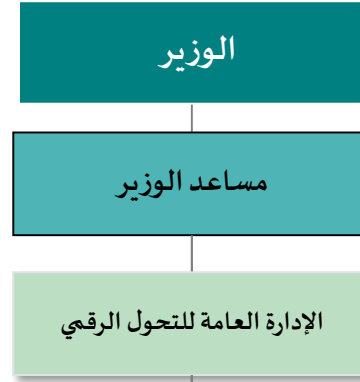 الوزير
مساعد الوزير
الإدارة العامة للتحول الرقمي